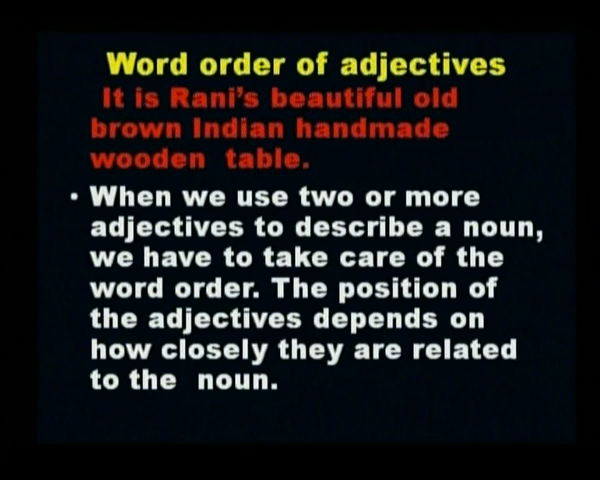 Word order of adjectives
It is Rani's beautiful old
brown Indian handmade
wooden table.
• When we use two or more
adjectives to describe a noun,
we have to take care of the
word order. The position of
the adjectives depends on
how closely they are related
to the noun.